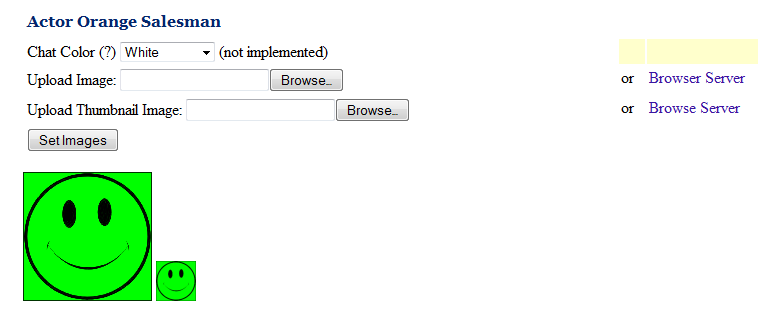 Actor Orange Salesman
Chat Color (?) White (not implemented)
Upload Image: Browse... or Browser Server
Upload Thumbnail Image: Browse... or Browse Server
Set Images